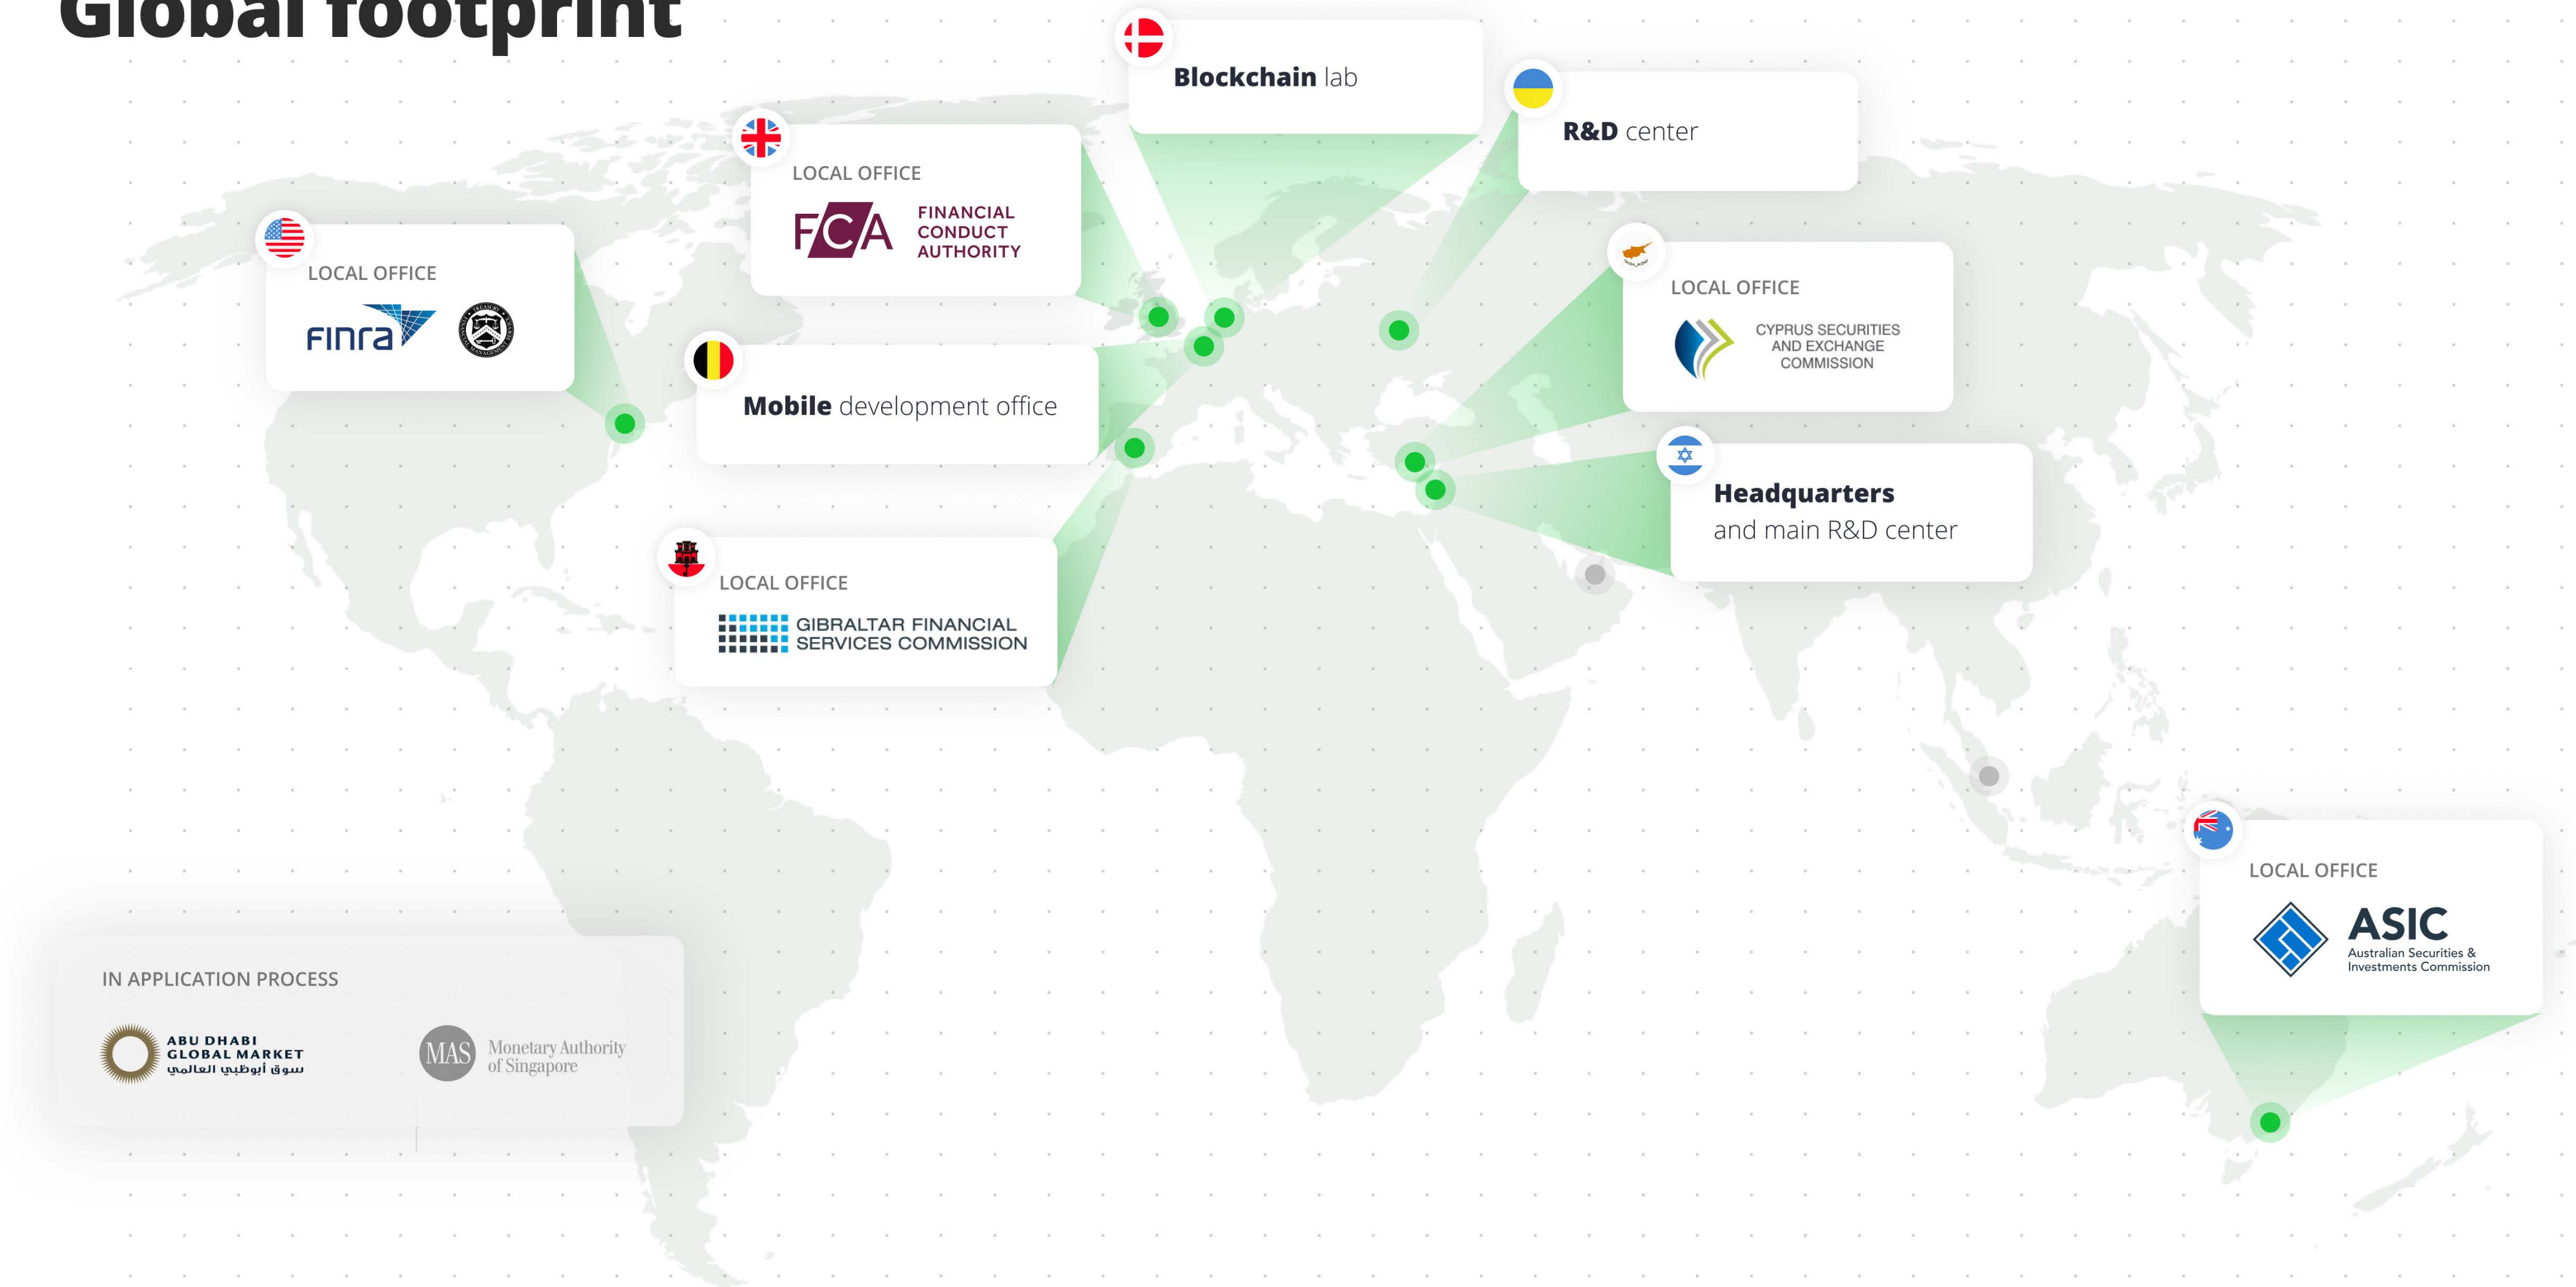 Global footprint
Blockchain lab
R&D center
LOCAL OFFICE
FCA
FINANCIAL
CONDUCT
AUTHORITY
LOCAL OFFICE
FINRA
LOCAL OFFICE
CYPRUS SECURITIES
AND EXCHANGE
COMMISSION
Mobile development office
Headquarters
and main R&D center
LOCAL OFFICE
GIBRALTAR FINANCIAL
SERVICES COMMISSION
LOCAL OFFICE
ASIC
Australian Securities &
Investments Commission
IN APPLICATION PROCESS
ABU DHABI
GLOBAL MARKET
سوق أبوظبي العالمي
MAS
Monetary Authority
of Singapore